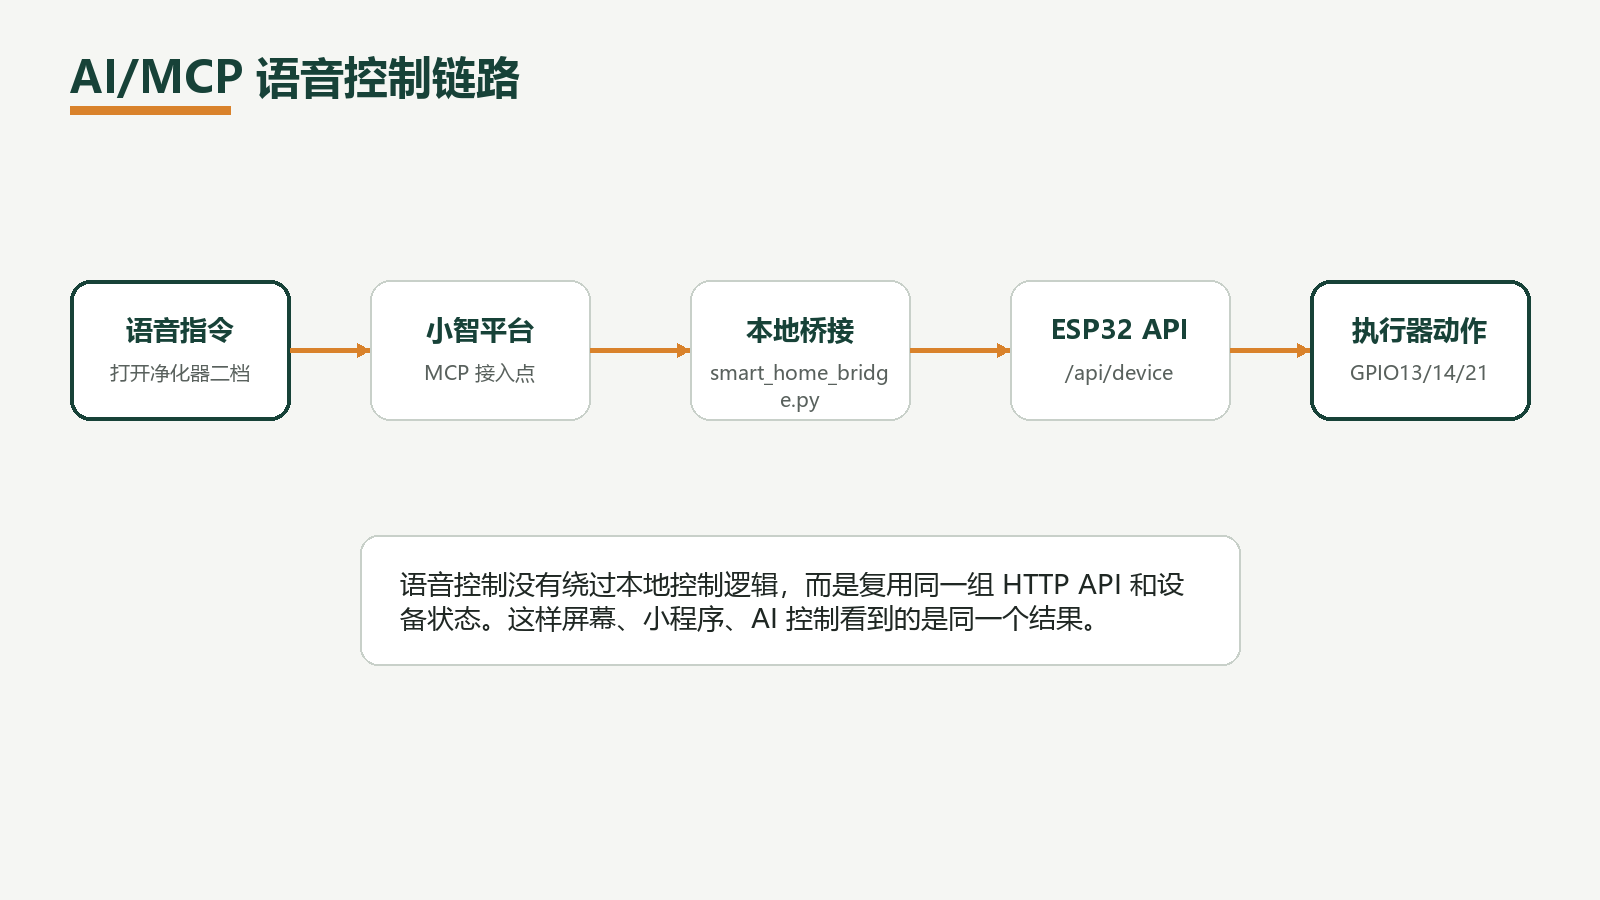 AI/MCP 语音控制链路
语音指令
打开净化器二档
小智平台
MCP 接入点
本地桥接
smart_home_bridg
e.py
ESP32 API
/api/device
执行器动作
GPIO13/14/21
语音控制没有绕过本地控制逻辑，而是复用同一组 HTTP API 和设
备状态。这样屏幕、小程序、AI 控制看到的是同一个结果。